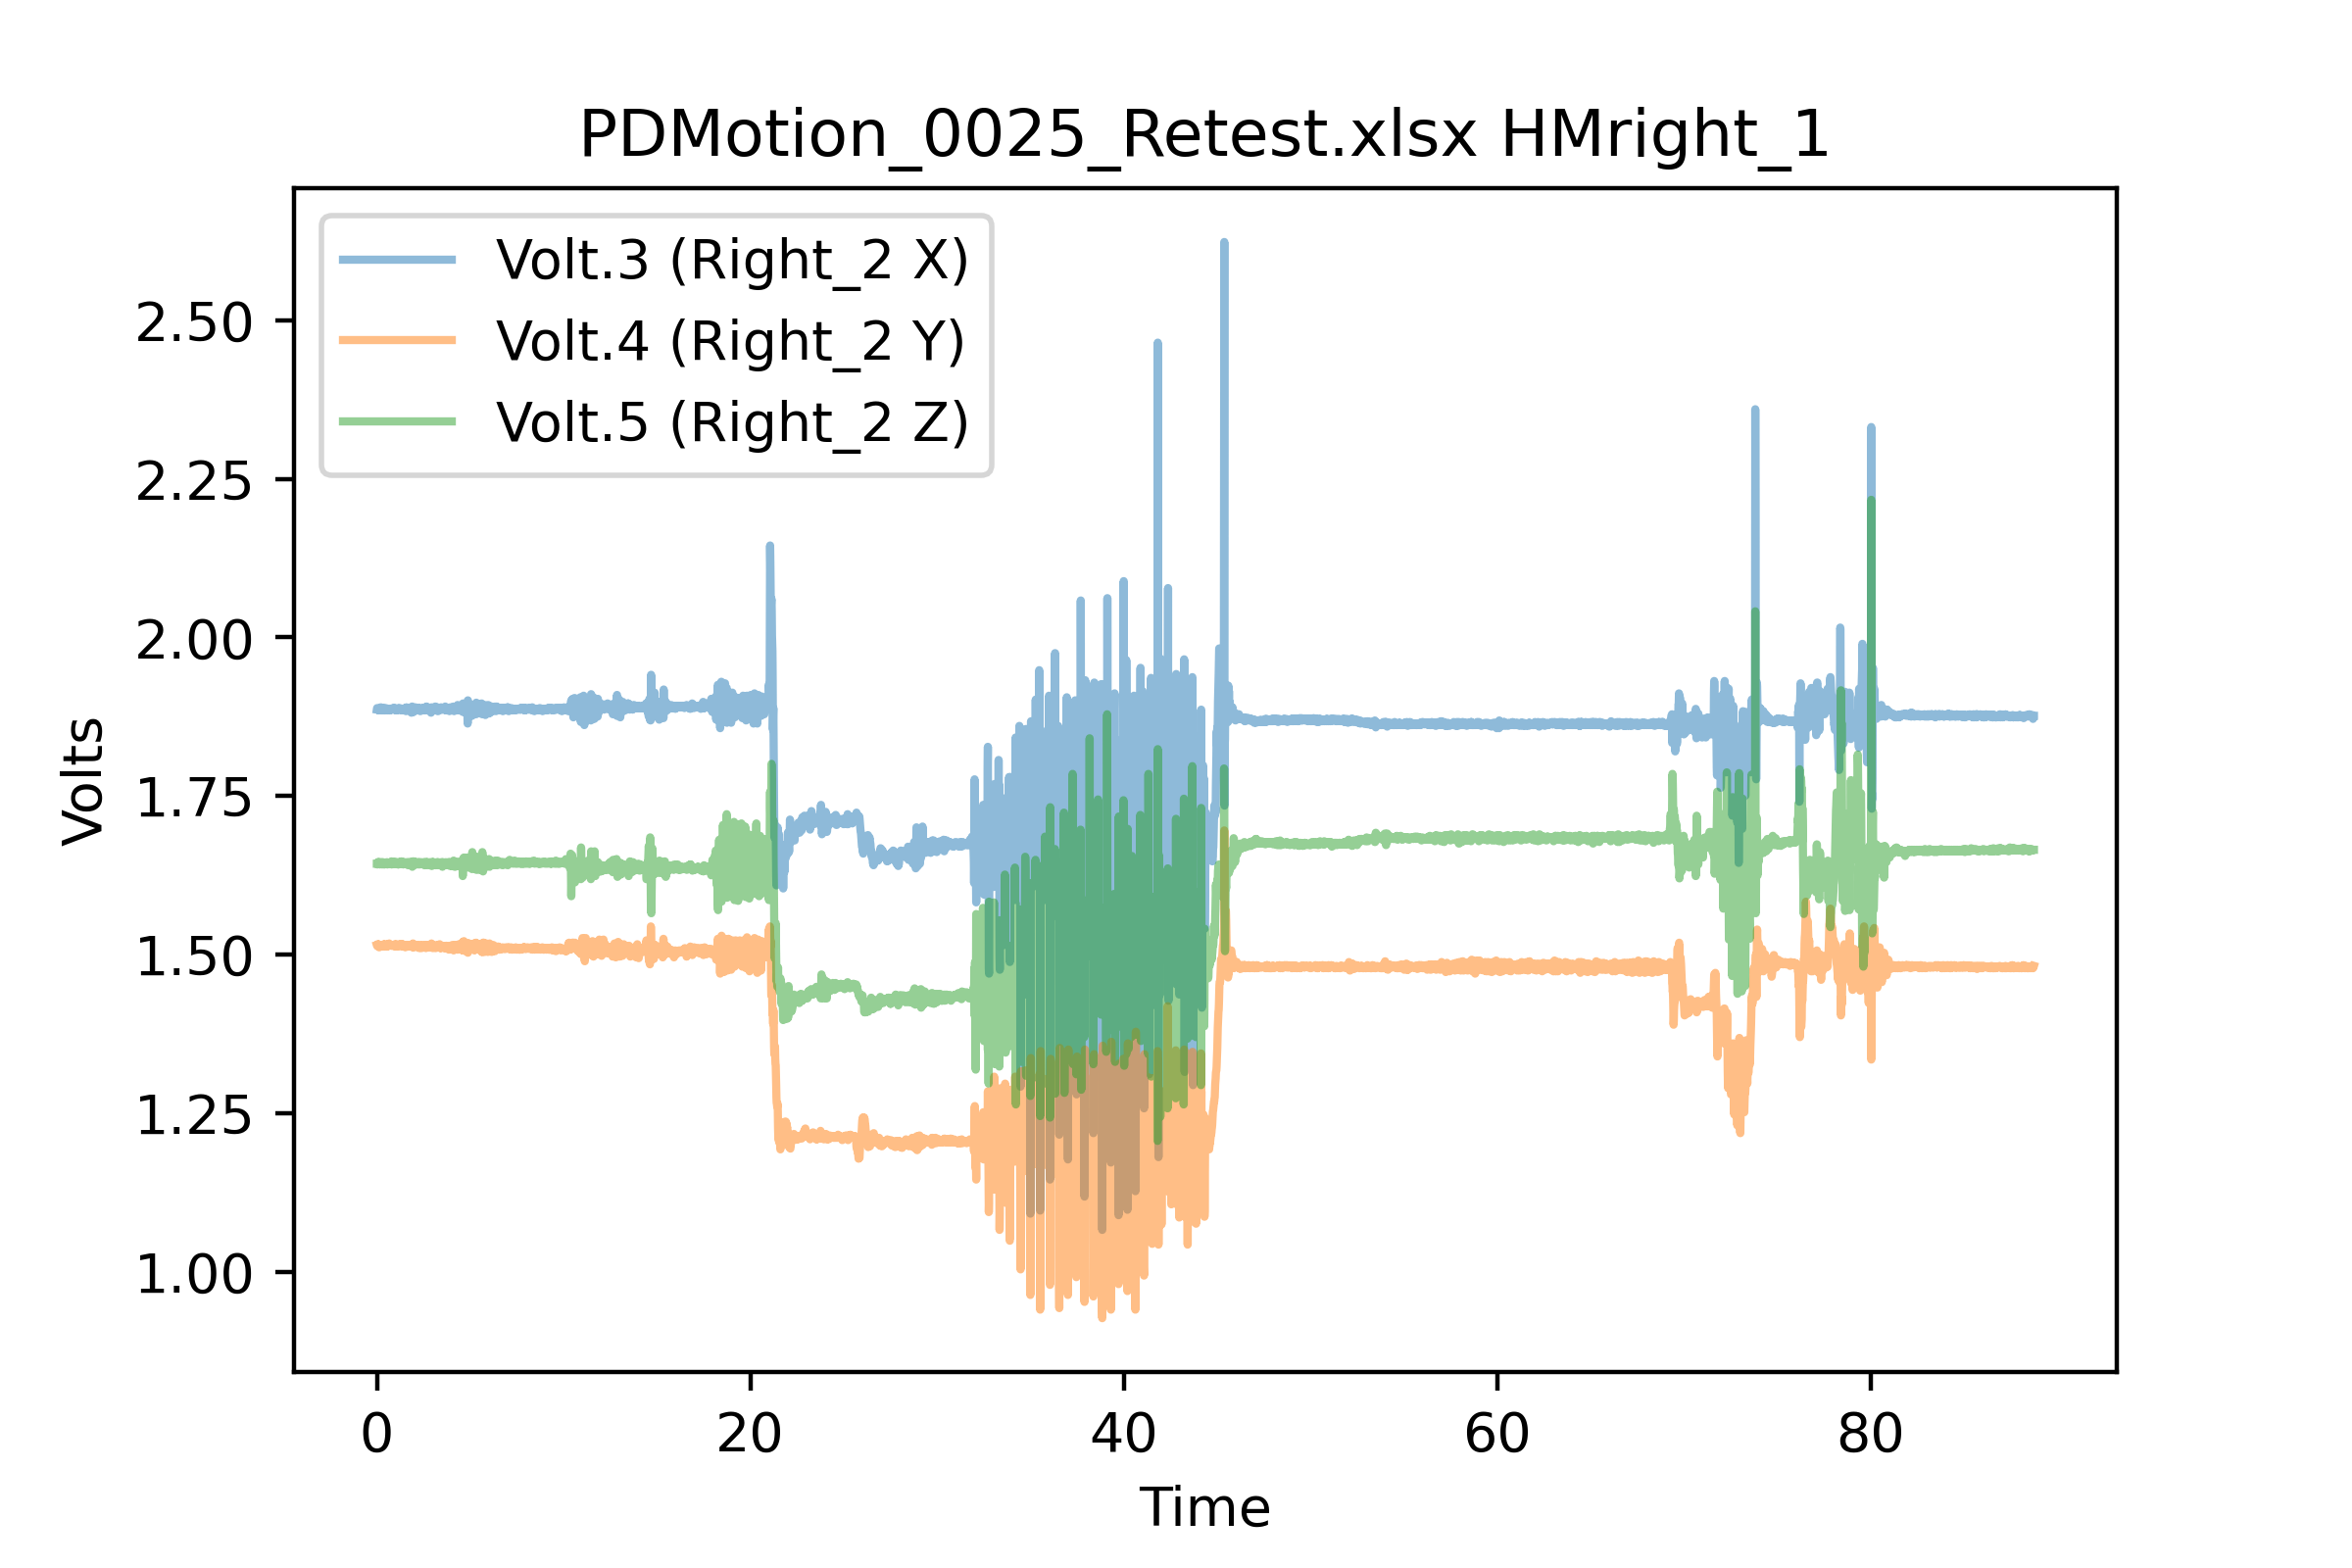 PDMotion_0025_Retest.xlsx HMright_1
Volt.3 (Right_2 X)
Volt.4 (Right_2 Y)
Volt.5 (Right_2 Z)
2.50
2.25
2.00
1.75
1.50
1.25
1.00
Volts
0 20 40 60 80
Time